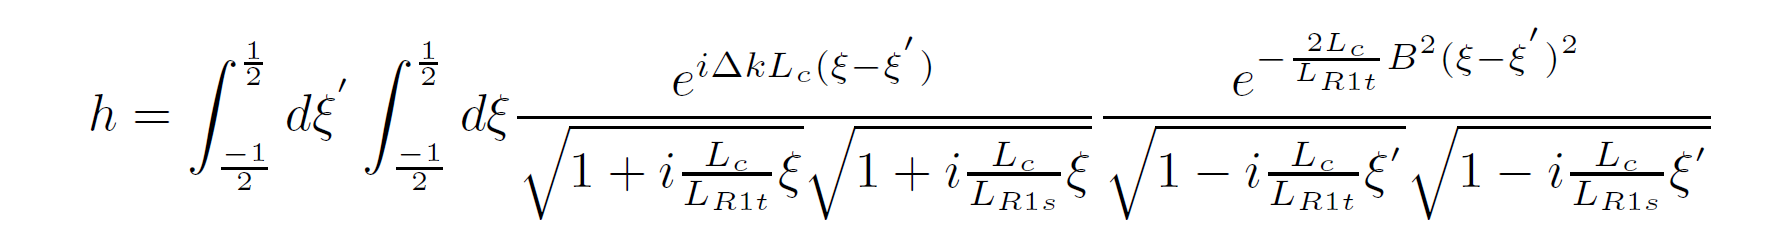 h = \int_{\frac{-1}{2}}^{\frac{1}{2}} d\xi^{'} \int_{\frac{-1}{2}}^{\frac{1}{2}} d\xi \frac{e^{i\Delta k L_c(\xi-\xi^{'})}}{\sqrt{1+i\frac{L_c}{L_{R1t}}\xi}\sqrt{1+i\frac{L_c}{L_{R1s}}\xi}} \frac{e^{-\frac{2L_c}{L_{R1t}}B^2(\xi-\xi^{'})^2}}{\sqrt{1-i\frac{L_c}{L_{R1t}}\xi'}\sqrt{1-i\frac{L_c}{L_{R1s}}\xi'}}